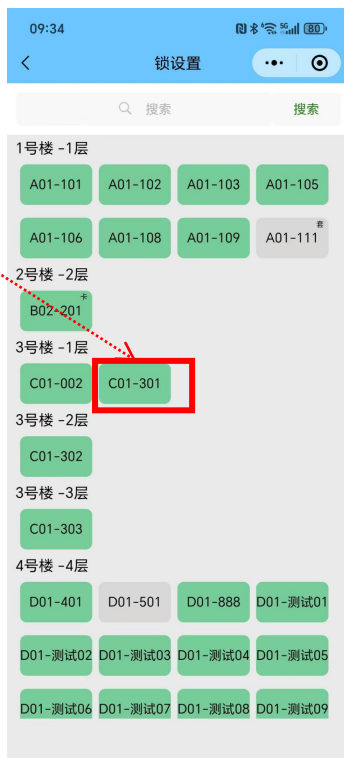 09:34 5G 80
锁设置
搜索 搜索
1号楼 -1层
A01-101 A01-102 A01-103 A01-105
A01-106 A01-108 A01-109 A01-111 套
2号楼 -2层
B02-201 卡
3号楼 -1层
C01-002 C01-301
3号楼 -2层
C01-302
3号楼 -3层
C01-303
4号楼 -4层
D01-401 D01-501 D01-888 D01-测试01
D01-测试02 D01-测试03 D01-测试04 D01-测试05
D01-测试06 D01-测试07 D01-测试08 D01-测试09